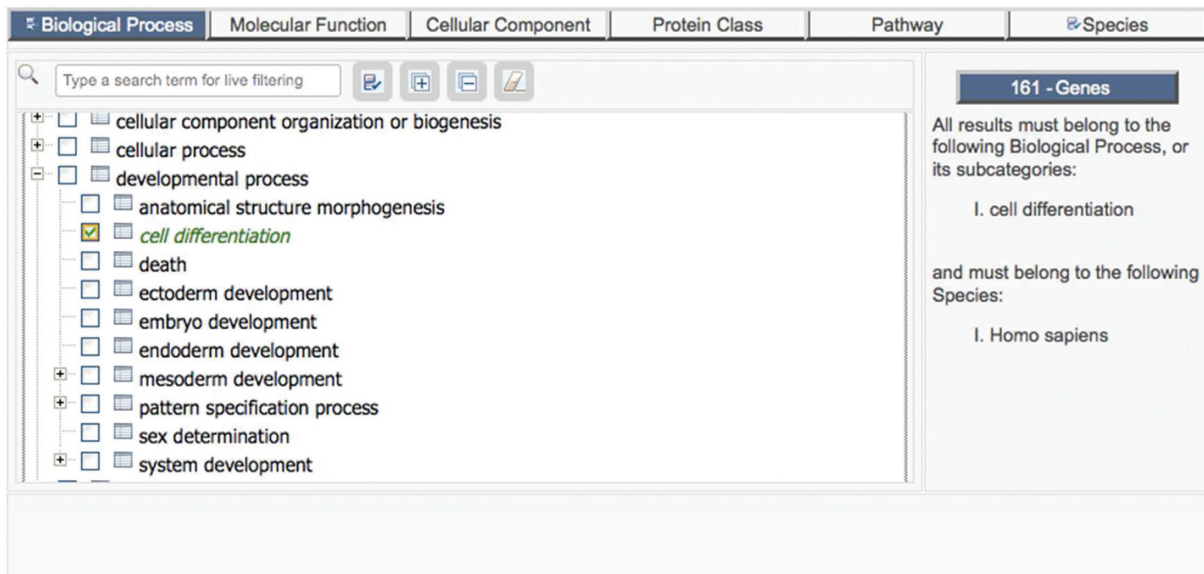 Biological Process Molecular Function Cellular Component Protein Class Pathway Species
Type a search term for live filtering
cellular component organization or biogenesis
cellular process
developmental process
anatomical structure morphogenesis
cell differentiation
death
ectoderm development
embryo development
endoderm development
mesoderm development
pattern specification process
sex determination
system development
161 - Genes
All results must belong to the
following Biological Process, or
its subcategories:
I. cell differentiation
and must belong to the following
Species:
I. Homo sapiens